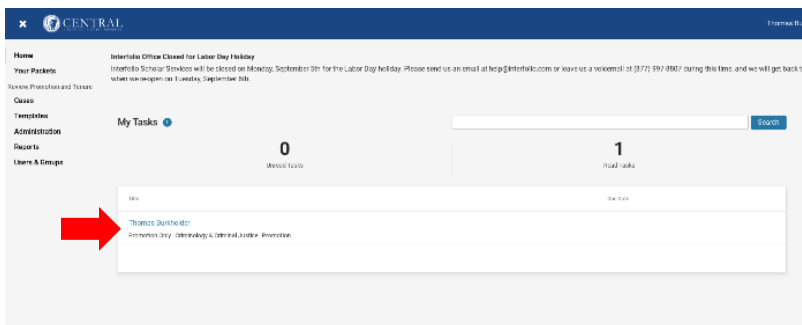 × CENTRAL
Thomas Bu
Home
Your Packets
Review, Promotion and Tenure
Cases
Templates
Administration
Reports
Users & Groups
Interfolio Office Closed for Labor Day Holiday
Interfolio Scholar Services will be closed on Monday, September 5th for the Labor Day holiday. Please send us an email at help@interfolio.com or leave us a voicemail at (877) 997-8807 during this time, and we will get back t
when we re-open on Tuesday, September 6th.
My Tasks
Search
0
Unread Tasks
1
Read Tasks
Title
Due Date
Thomas Burkholder
Promotion Only Criminology & Criminal Justice Promotion